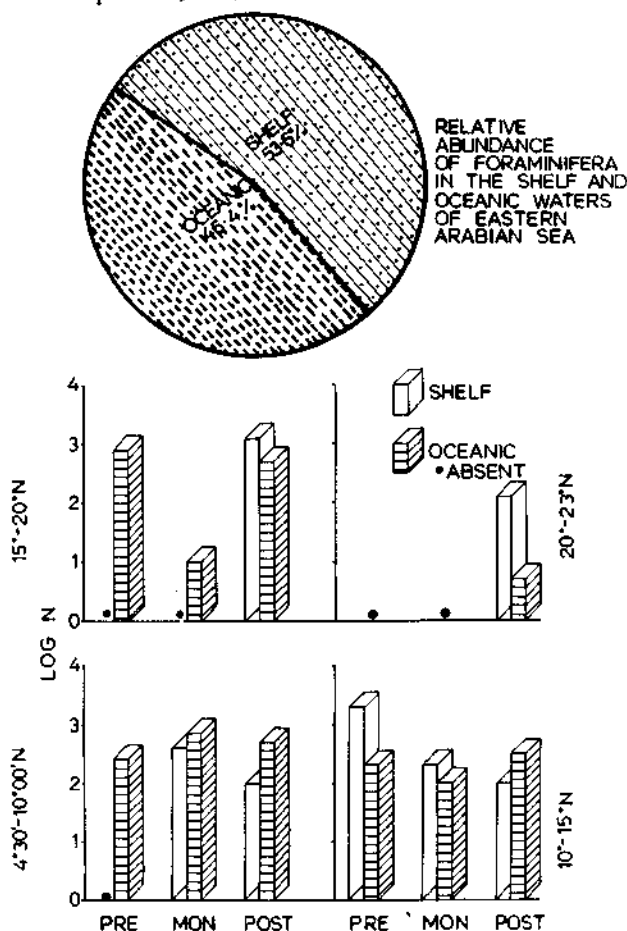 SHELF
53·6%
OCEANIC
46·4%
RELATIVE
ABUNDANCE
OF FORAMINIFERA
IN THE SHELF AND
OCEANIC WATERS
OF EASTERN
ARABIAN SEA
SHELF
OCEANIC
•ABSENT
4
3
2
1
0
15°-20°N
20°-23°N
LOG N
4
3
2
1
0
4°30'-10°00'N
10°-15°N
PRE MON POST PRE MON POST